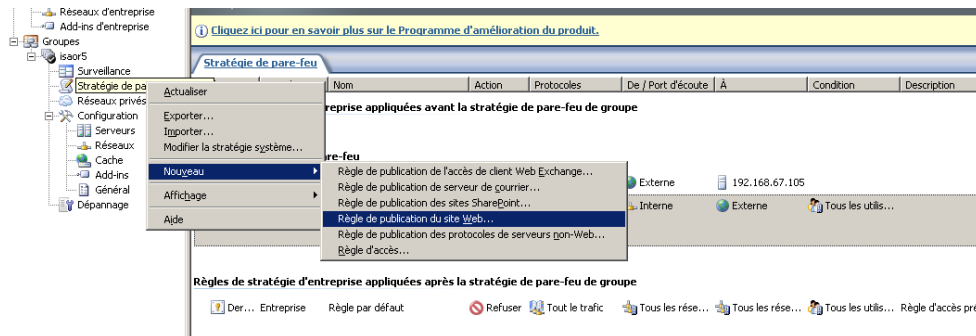 Réseaux d'entreprise
Add-ins d'entreprise
Groupes
isaor5
Surveillance
Stratégie de pa
Réseaux privés
Configuration
Serveurs
Réseaux
Cache
Add-ins
Général
Dépannage
Cliquez ici pour en savoir plus sur le Programme d'amélioration du produit.
Stratégie de pare-feu
Nom Action Protocoles De / Port d'écoute À Condition Description
reprise appliquées avant la stratégie de pare-feu de groupe
re-feu
Actualiser
Exporter...
Importer...
Modifier la stratégie système...
Nouveau
Affichage
Aide
Règle de publication de l'accès de client Web Exchange...
Règle de publication de serveur de courrier...
Règle de publication des sites SharePoint...
Règle de publication du site Web...
Règle de publication des protocoles de serveurs non-Web...
Règle d'accès...
Externe 192.168.67.105
Interne Externe Tous les utilis...
Règles de stratégie d'entreprise appliquées après la stratégie de pare-feu de groupe
Der... Entreprise Règle par défaut Refuser Tout le trafic Tous les rése... Tous les rése... Tous les utilis... Règle d'accès pré